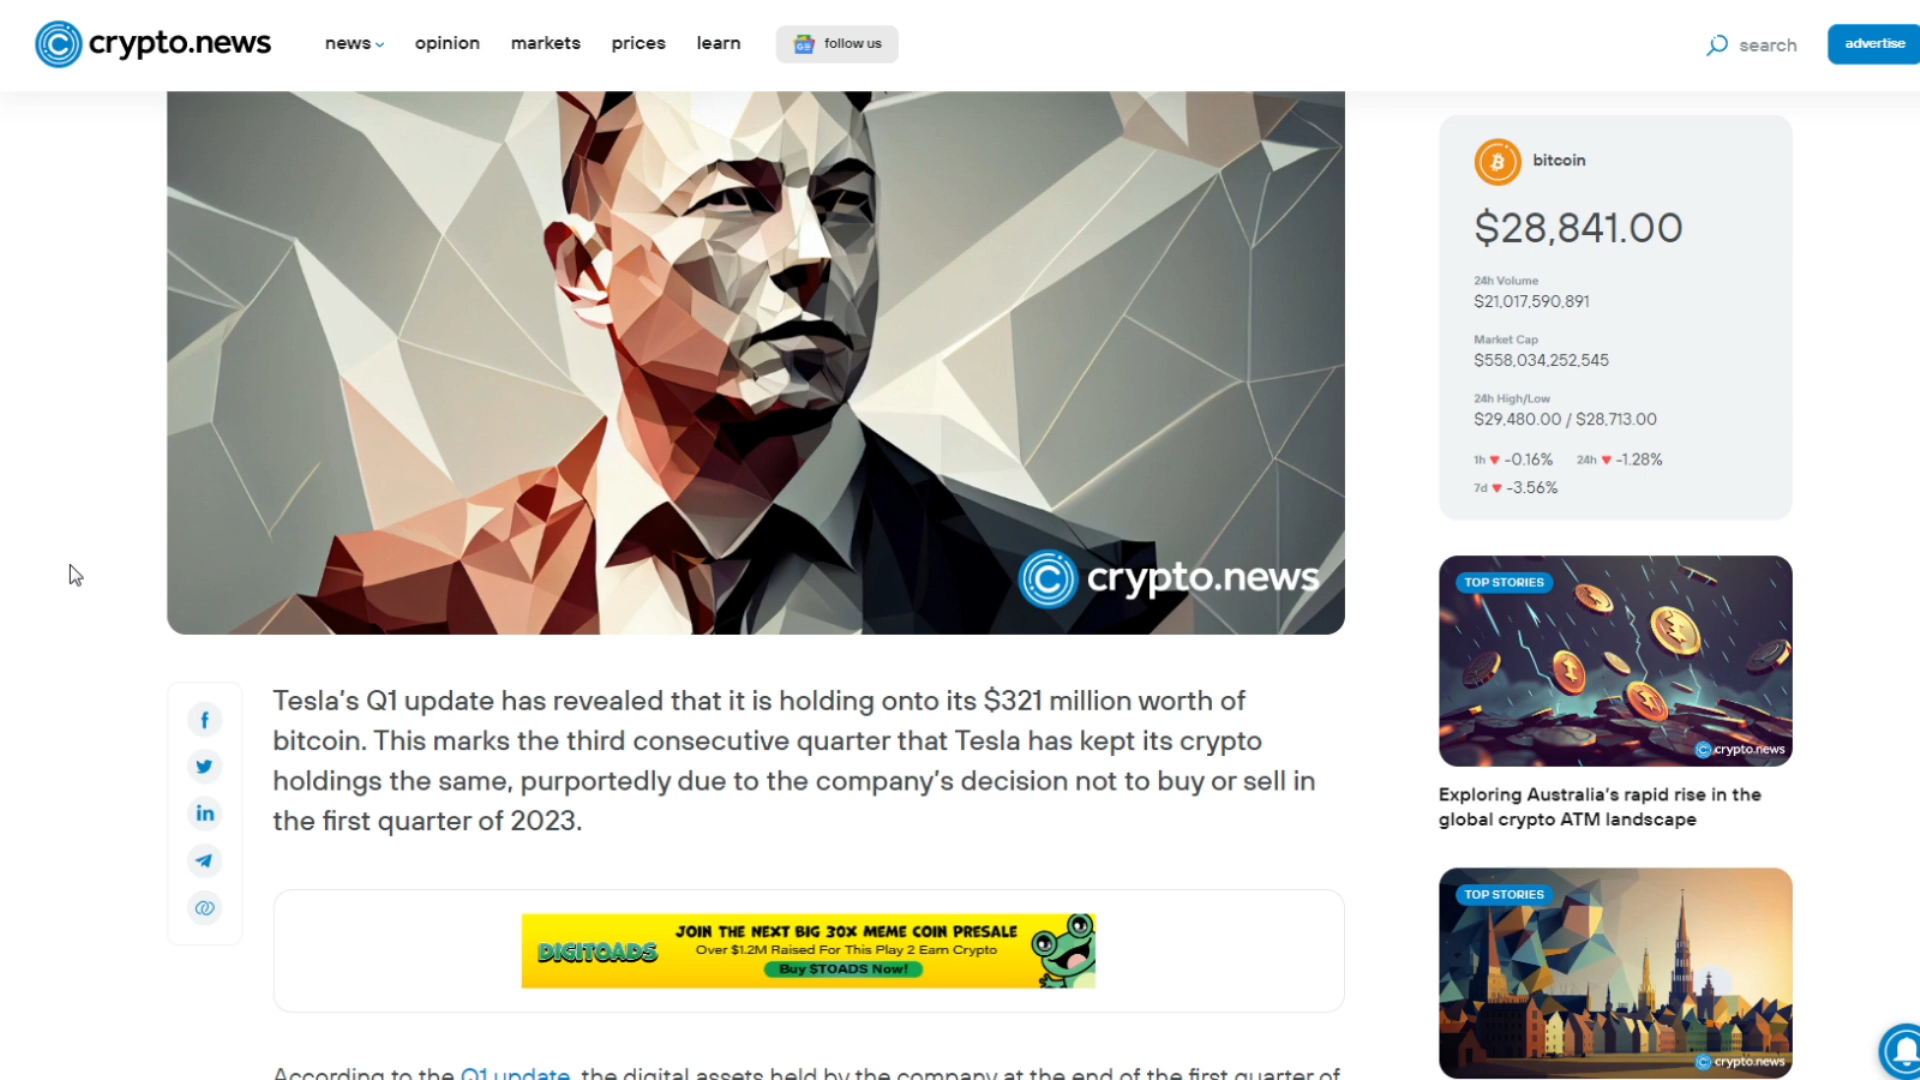 crypto.news
news
opinion
markets
prices
learn
follow us
search
advertise
crypto.news
bitcoin
$28,841.00
24h Volume
$21,017,590,891
Market Cap
$558,034,252,545
24h High/Low
$29,480.00 / $28,713.00
1h ▼ -0.16% 24h ▼ -1.28%
7d ▼ -3.56%
Tesla's Q1 update has revealed that it is holding onto its $321 million worth of
bitcoin. This marks the third consecutive quarter that Tesla has kept its crypto
holdings the same, purportedly due to the company's decision not to buy or sell in
the first quarter of 2023.
DIGITOADS
JOIN THE NEXT BIG 30X MEME COIN PRESALE
Over $1.2M Raised For This Play 2 Earn Crypto
Buy $TOADS Now!
According to the Q1 update, the digital assets held by the company at the end of the first quarter of
TOP STORIES
crypto.news
Exploring Australia's rapid rise in the
global crypto ATM landscape
TOP STORIES
crypto.news